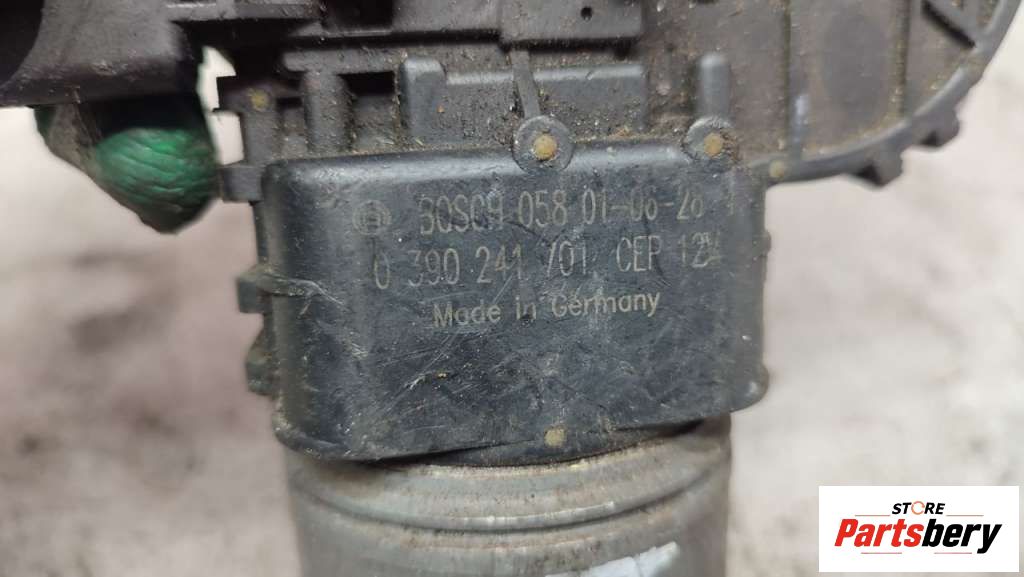 BOSCH 058 01-06-28
0 390 241 701 CEP 12V
Made in Germany
STORE
Partsbery